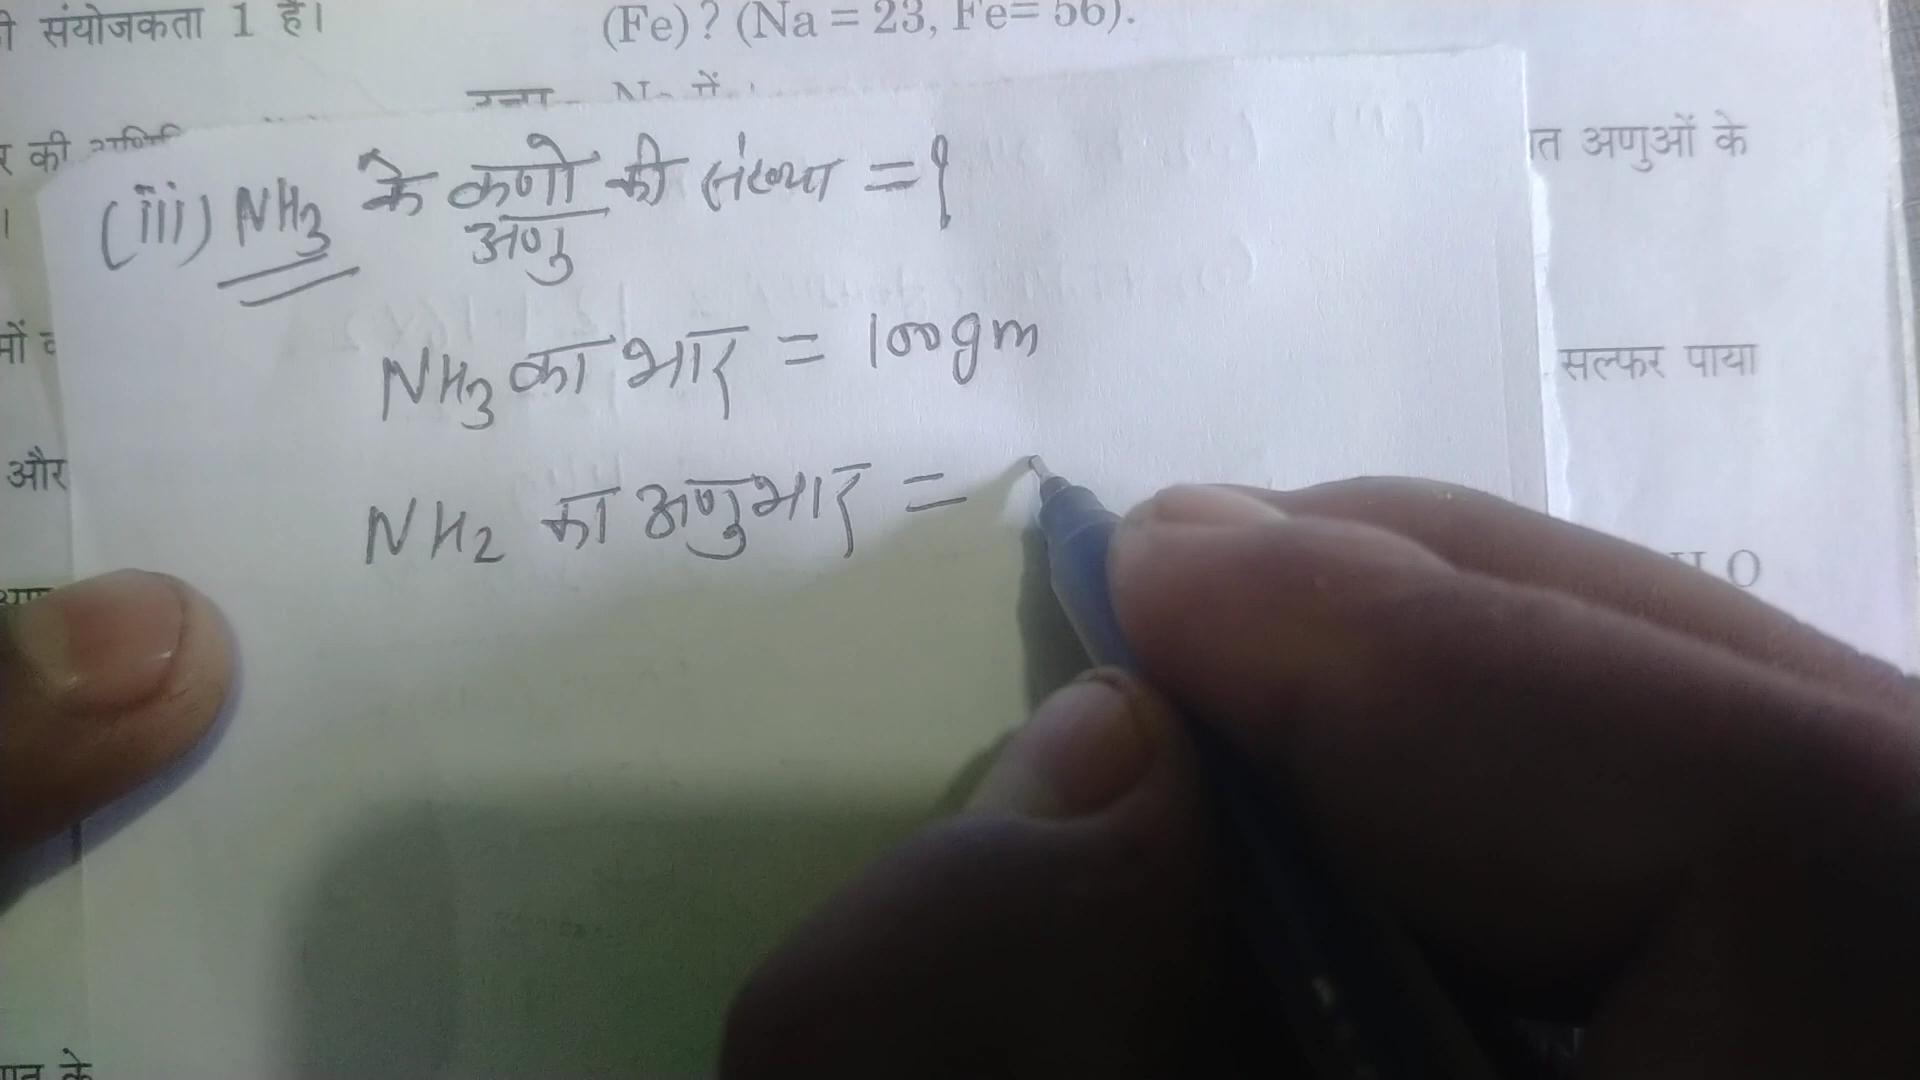 संयोजकता 1 है।
(Fe)? (Na = 23, Fe= 56).
र की
त अणुओं के
(iii) NH3 के कणो की संख्या = ?
अणु
NH3 का भार = 100gm
सल्फर पाया
और
NH2 का अणुभार =
O
के